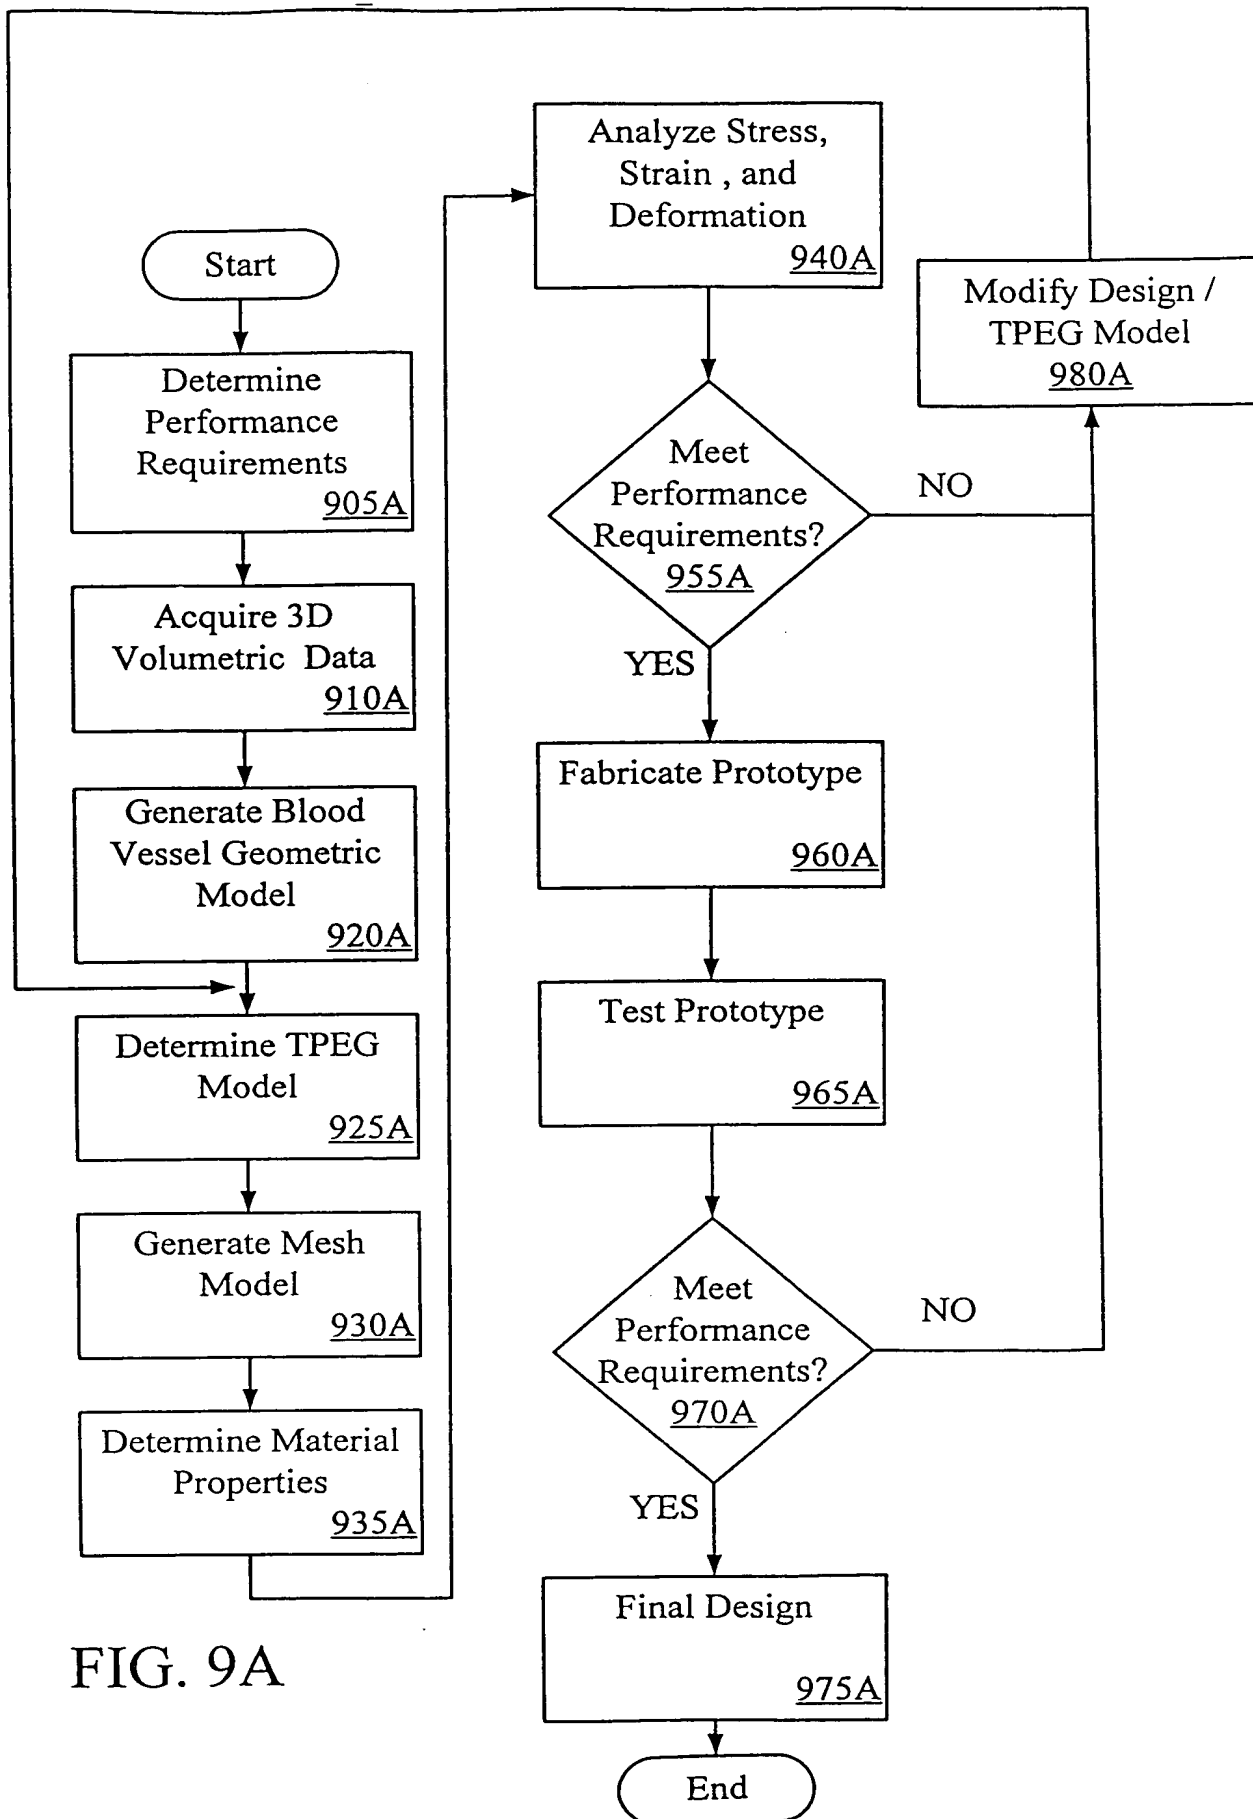 Start
Determine
Performance
Requirements
905A
Acquire 3D
Volumetric Data
910A
Generate Blood
Vessel Geometric
Model
920A
Determine TPEG
Model
925A
Generate Mesh
Model
930A
Determine Material
Properties
935A
Analyze Stress,
Strain , and
Deformation
940A
Meet
Performance
Requirements?
955A
NO
YES
Fabricate Prototype
960A
Test Prototype
965A
Meet
Performance
Requirements?
970A
NO
YES
Final Design
975A
End
Modify Design /
TPEG Model
980A
FIG. 9A